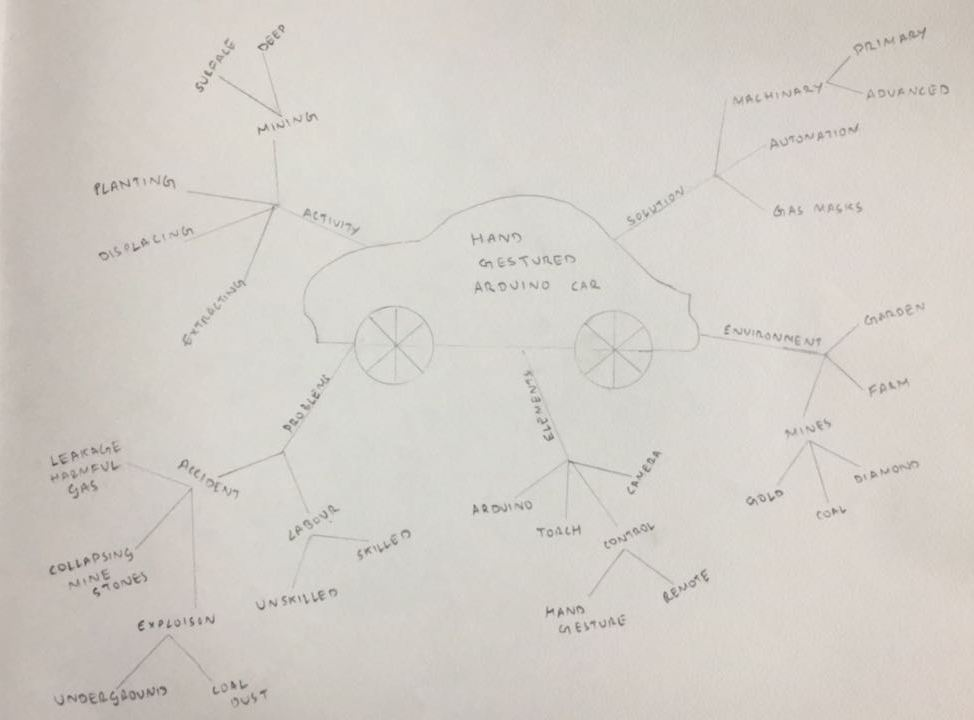 HAND
GESTURED
ARDUINO CAR
ACTIVITY
MINING
SURFACE
DEEP
PLANTING
DISPLACING
EXTRACTING
SOLUTION
MACHINARY
PRIMARY
ADVANCED
AUTONATION
GAS MASKS
ENVIRONMENT
GARDEN
FARM
MINES
GOLD
COAL
DIAMOND
ELEMENTS
ARDUINO
TORCH
CONTROL
CAMERA
HAND
GESTURE
REMOTE
PROBLEMS
ACCIDENT
LEAKAGE
HARMFUL
GAS
COLLAPSING
MINE
STONES
EXPLOISON
UNDERGROUND
COAL
DUST
LABOUR
UNSKILLED
SKILLED